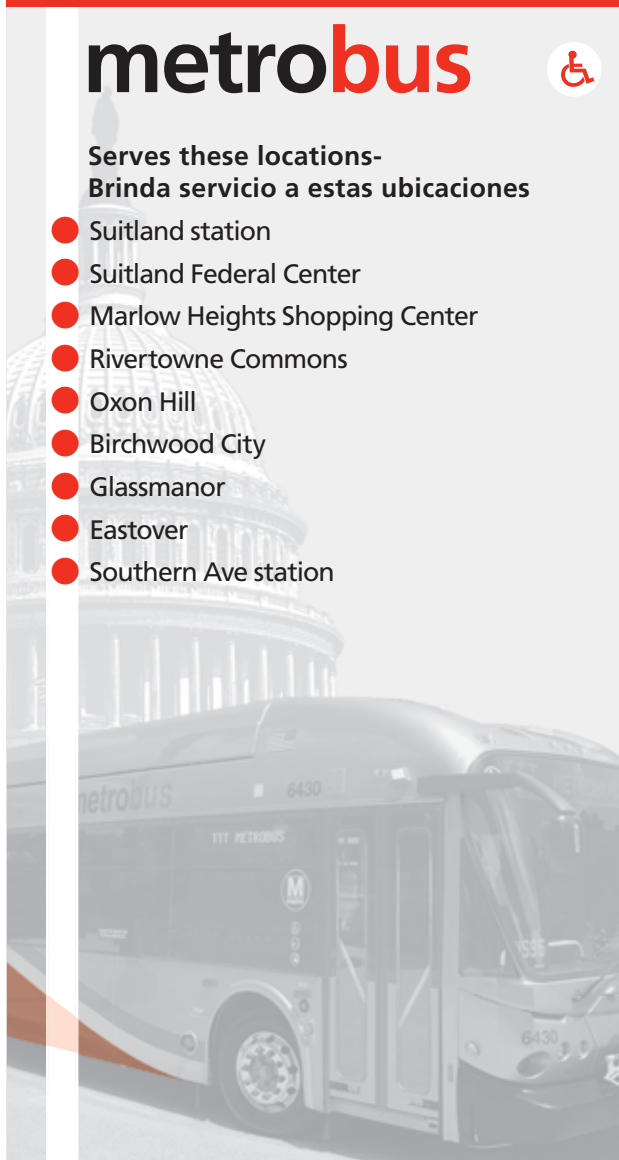 metrobus
Serves these locations-
Brinda servicio a estas ubicaciones
Suitland station
Suitland Federal Center
Marlow Heights Shopping Center
Rivertowne Commons
Oxon Hill
Birchwood City
Glassmanor
Eastover
Southern Ave station
metrobus
6430
TYT METROBUS
M
6430